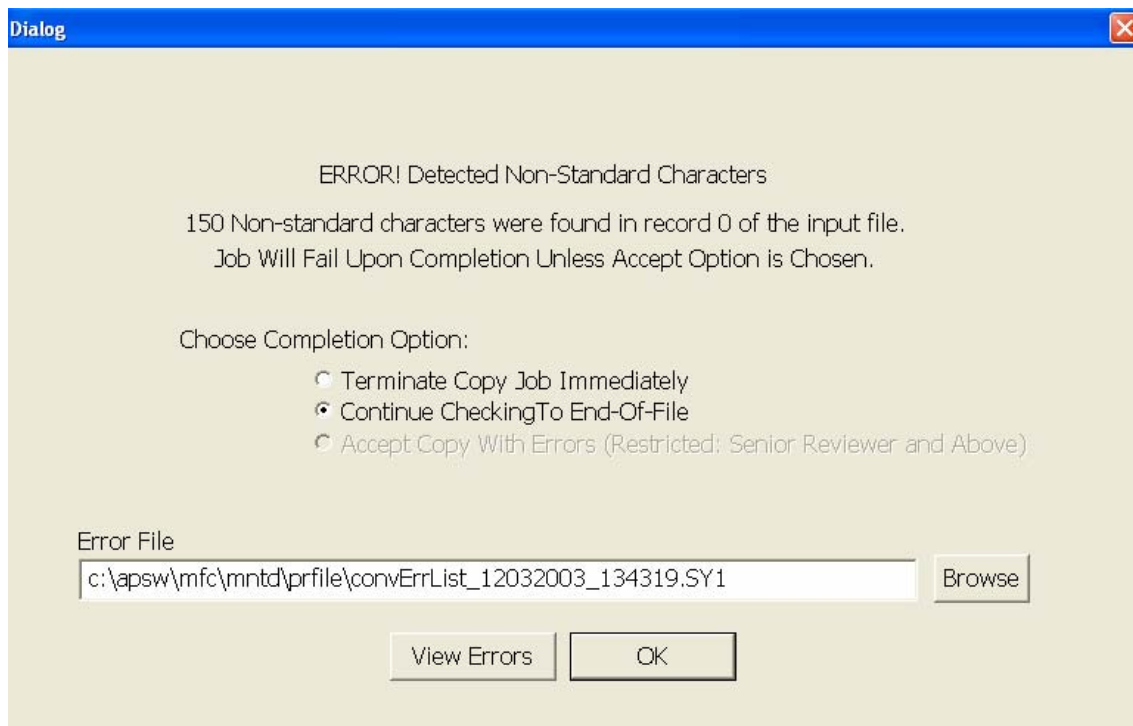 Dialog
ERROR! Detected Non-Standard Characters
150 Non-standard characters were found in record 0 of the input file.
Job Will Fail Upon Completion Unless Accept Option is Chosen.
Choose Completion Option:
Terminate Copy Job Immediately
Continue CheckingTo End-Of-File
Accept Copy With Errors (Restricted: Senior Reviewer and Above)
Error File
c:\apsw\mfc\mntd\prfile\convErrList_12032003_134319.SY1
Browse
View Errors
OK